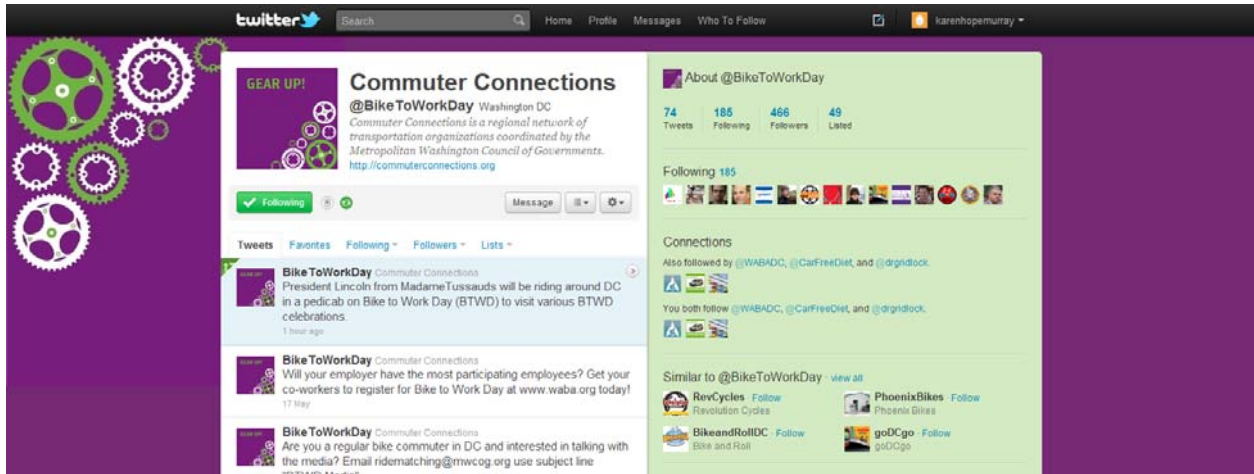 twitter Search Home Profile Messages Who To Follow karenhopemurray
GEAR UP!
Commuter Connections
@BikeToWorkDay Washington DC
Commuter Connections is a regional network of
transportation organizations coordinated by the
Metropolitan Washington Council of Governments.
http://commuterconnections.org
Following Message
Tweets Favorites Following Followers Lists
BikeToWorkDay Commuter Connections
President Lincoln from MadameTussauds will be riding around DC
in a pedicab on Bike to Work Day (BTWD) to visit various BTWD
celebrations.
1 hour ago
BikeToWorkDay Commuter Connections
Will your employer have the most participating employees? Get your
co-workers to register for Bike to Work Day at www.waba.org today!
17 May
BikeToWorkDay Commuter Connections
Are you a regular bike commuter in DC and interested in talking with
the media? Email ridematching@mwcog.org use subject line
"BTWD Media"
About @BikeToWorkDay
74 185 466 49
Tweets Following Followers Listed
Following 185
Connections
Also followed by @WABADC, @CarFreeDiet, and @drgridlock.
You both follow @WABADC, @CarFreeDiet, and @drgridlock.
Similar to @BikeToWorkDay · view all
RevCycles · Follow
Revolution Cycles
PhoenixBikes · Follow
Phoenix Bikes
BikeandRollDC · Follow
Bike and Roll
goDCgo · Follow
goDCgo